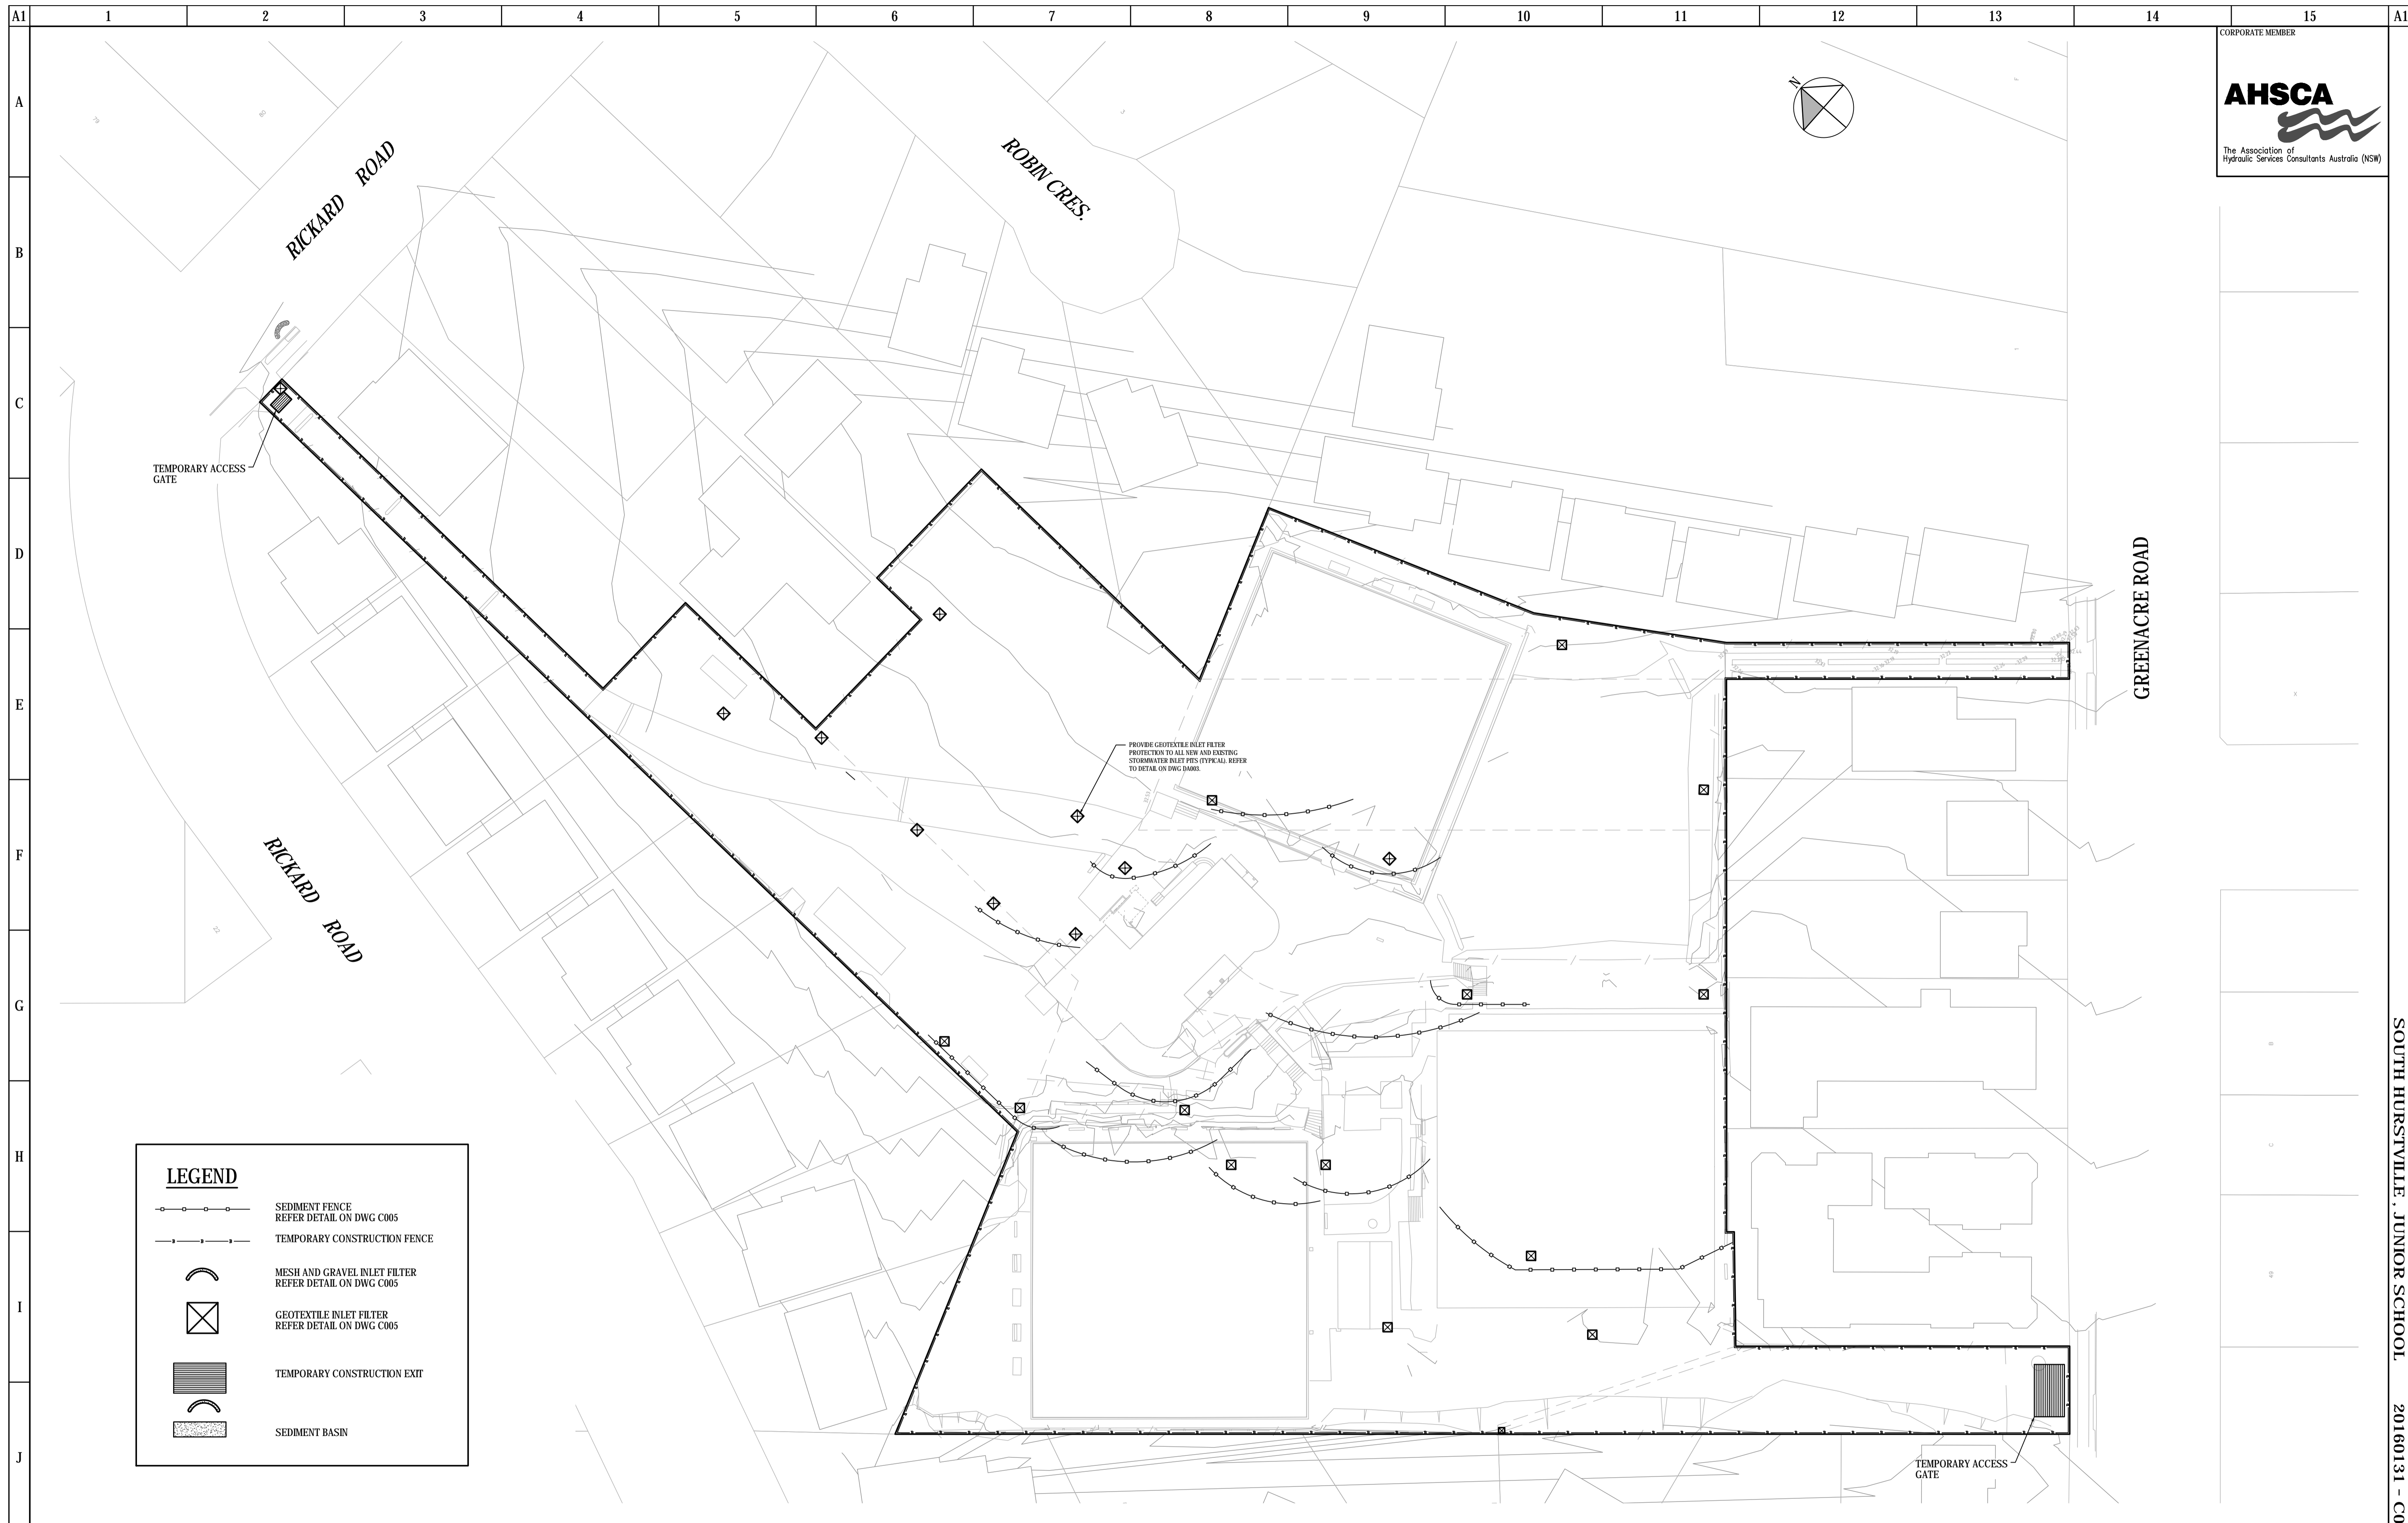 A1
1
2
3
4
5
6
7
8
9
10
11
12
13
14
15
A1
A
B
C
D
E
F
G
H
I
J
CORPORATE MEMBER
AHSCA
The Association of
Hydraulic Services Consultants Australia (NSW)
N
RICKARD ROAD
ROBIN CRES.
79
80
TEMPORARY ACCESS
GATE
GREENACRE ROAD
PROVIDE GEOTEXTILE INLET FILTER
PROTECTION TO ALL NEW AND EXISTING
STORMWATER INLET PITS (TYPICAL). REFER
TO DETAIL ON DWG DA003.
RICKARD ROAD
22
LEGEND
SEDIMENT FENCE
REFER DETAIL ON DWG C005
TEMPORARY CONSTRUCTION FENCE
MESH AND GRAVEL INLET FILTER
REFER DETAIL ON DWG C005
GEOTEXTILE INLET FILTER
REFER DETAIL ON DWG C005
TEMPORARY CONSTRUCTION EXIT
SEDIMENT BASIN
TEMPORARY ACCESS
GATE
SOUTH HURSTVILLE , JUNIOR SCHOOL
20160131 -